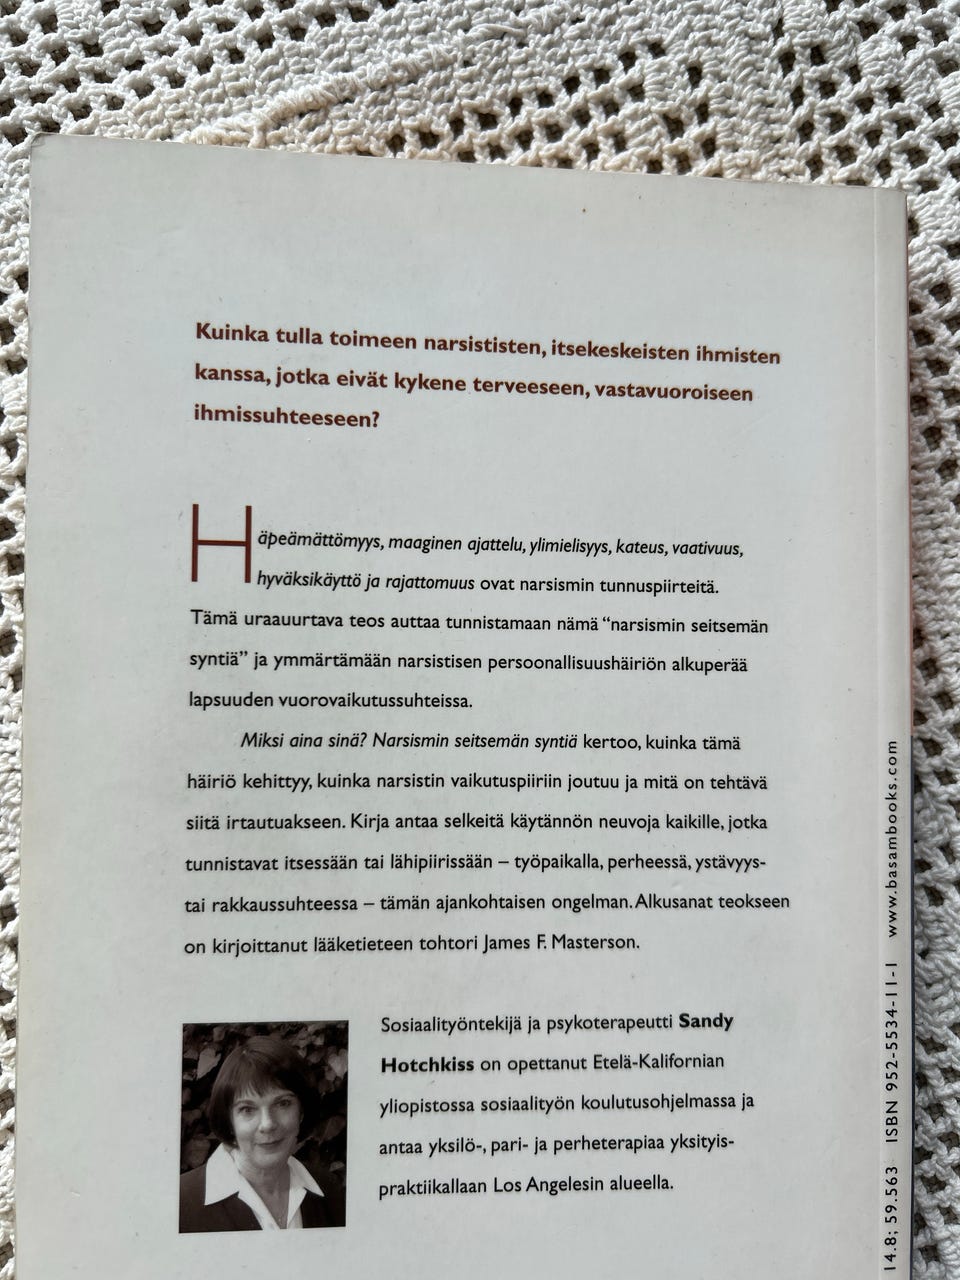 Kuinka tulla toimeen narsististen, itsekeskeisten ihmisten
kanssa, jotka eivät kykene terveeseen, vastavuoroiseen
ihmissuhteeseen?
Häpeämättömyys, maaginen ajattelu, ylimielisyys, kateus, vaativuus,
hyväksikäyttö ja rajattomuus ovat narsismin tunnuspiirteitä.
Tämä uraauurtava teos auttaa tunnistamaan nämä “narsismin seitsemän
syntiä” ja ymmärtämään narsistisen persoonallisuushäiriön alkuperää
lapsuuden vuorovaikutussuhteissa.
Miksi aina sinä? Narsismin seitsemän syntiä kertoo, kuinka tämä
häiriö kehittyy, kuinka narsistin vaikutuspiiriin joutuu ja mitä on tehtävä
siitä irtautuakseen. Kirja antaa selkeitä käytännön neuvoja kaikille, jotka
tunnistavat itsessään tai lähipiirissään – työpaikalla, perheessä, ystävyys-
tai rakkaussuhteessa – tämän ajankohtaisen ongelman. Alkusanat teokseen
on kirjoittanut lääketieteen tohtori James F. Masterson.
Sosiaalityöntekijä ja psykoterapeutti Sandy
Hotchkiss on opettanut Etelä-Kalifornian
yliopistossa sosiaalityön koulutusohjelmassa ja
antaa yksilö-, pari- ja perheterapiaa yksityis-
praktiikallaan Los Angelesin alueella.
14.8; 59.563 ISBN 952-5534-11-1 www.basambooks.com